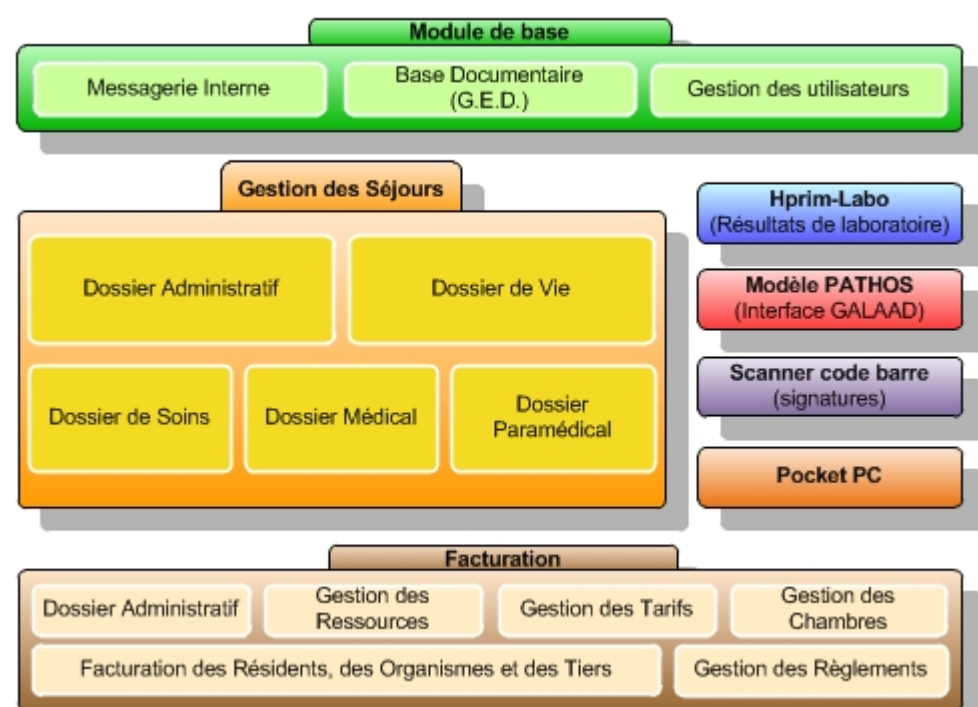 Module de base
Messagerie Interne
Base Documentaire
(G.E.D.)
Gestion des utilisateurs
Gestion des Séjours
Dossier Administratif
Dossier de Vie
Dossier de Soins
Dossier Médical
Dossier
Paramédical
Hprim-Labo
(Résultats de laboratoire)
Modèle PATHOS
(Interface GALAAD)
Scanner code barre
(signatures)
Pocket PC
Facturation
Dossier Administratif
Gestion des
Ressources
Gestion des Tarifs
Gestion des
Chambres
Facturation des Résidents, des Organismes et des Tiers
Gestion des Règlements